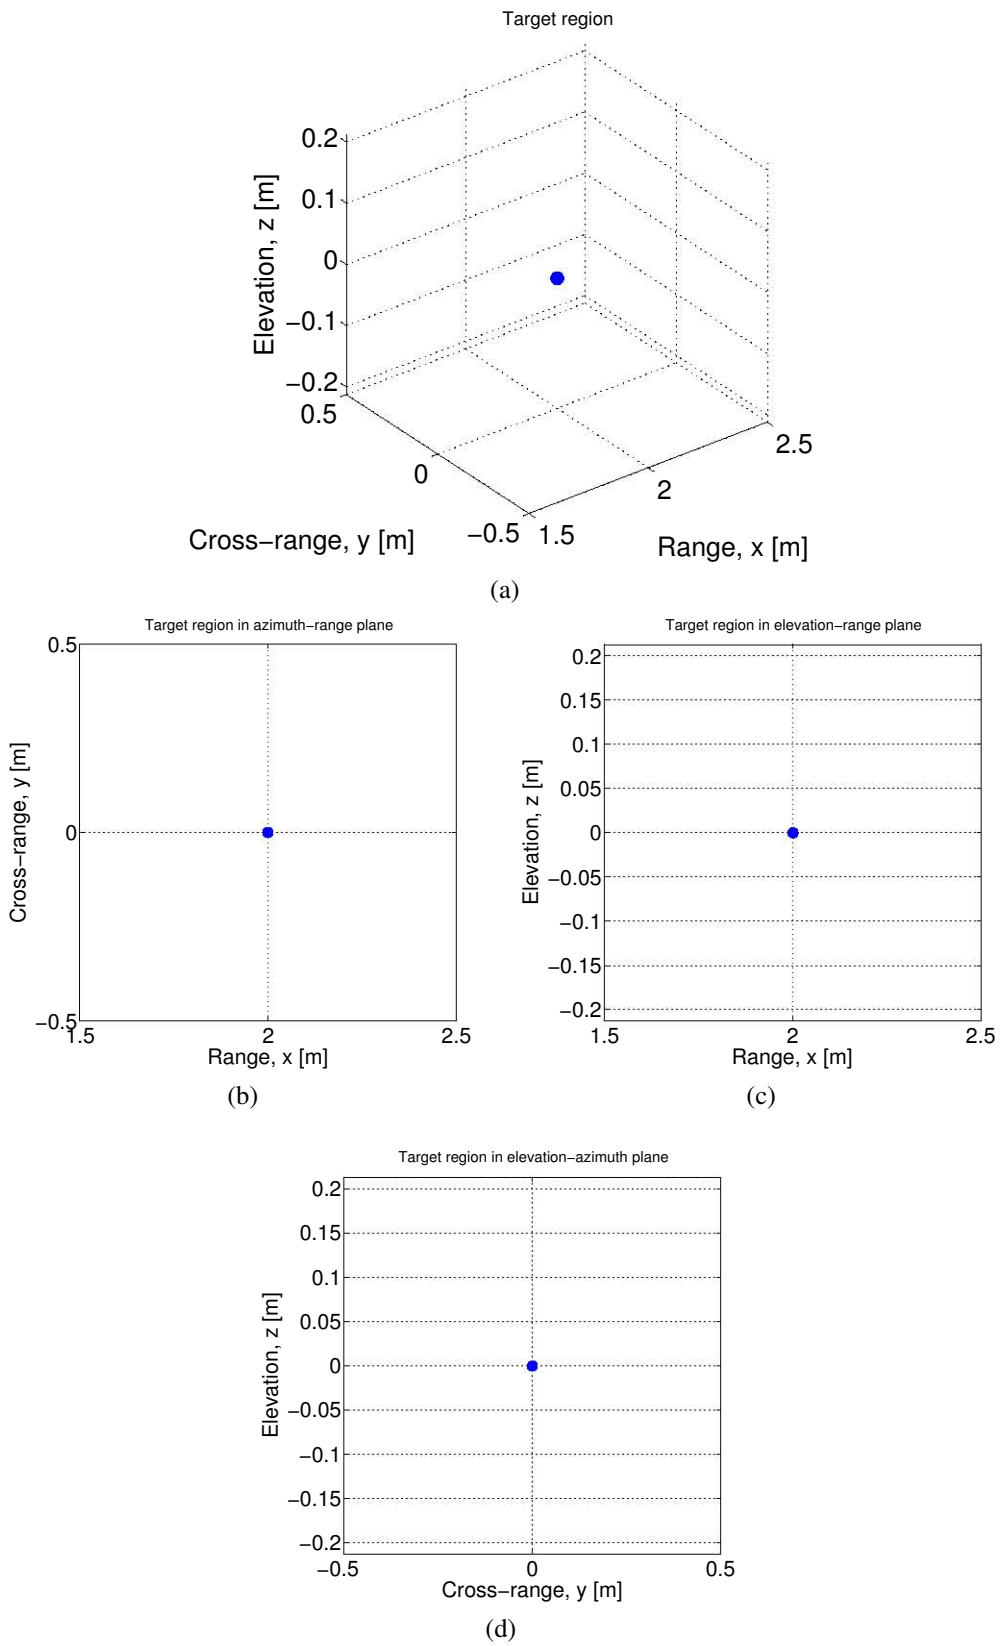 Target region
0.2
0.1
0
−0.1
−0.2
Elevation, z [m]
0.5
0
−0.5
Cross−range, y [m]
1.5
2
2.5
Range, x [m]
(a)
Target region in azimuth−range plane
0.5
0
−0.5
Cross−range, y [m]
1.5 2 2.5
Range, x [m]
(b)
Target region in elevation−range plane
0.2
0.15
0.1
0.05
0
−0.05
−0.1
−0.15
−0.2
Elevation, z [m]
1.5 2 2.5
Range, x [m]
(c)
Target region in elevation−azimuth plane
0.2
0.15
0.1
0.05
0
−0.05
−0.1
−0.15
−0.2
Elevation, z [m]
−0.5 0 0.5
Cross−range, y [m]
(d)